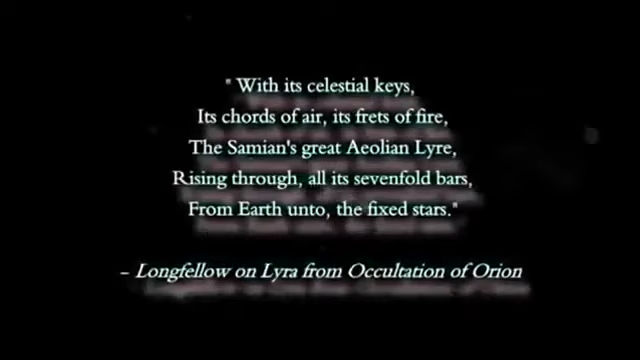 " With its celestial keys,
Its chords of air, its frets of fire,
The Samian's great Aeolian Lyre,
Rising through, all its sevenfold bars,
From Earth unto, the fixed stars."
– Longfellow on Lyra from Occultation of Orion